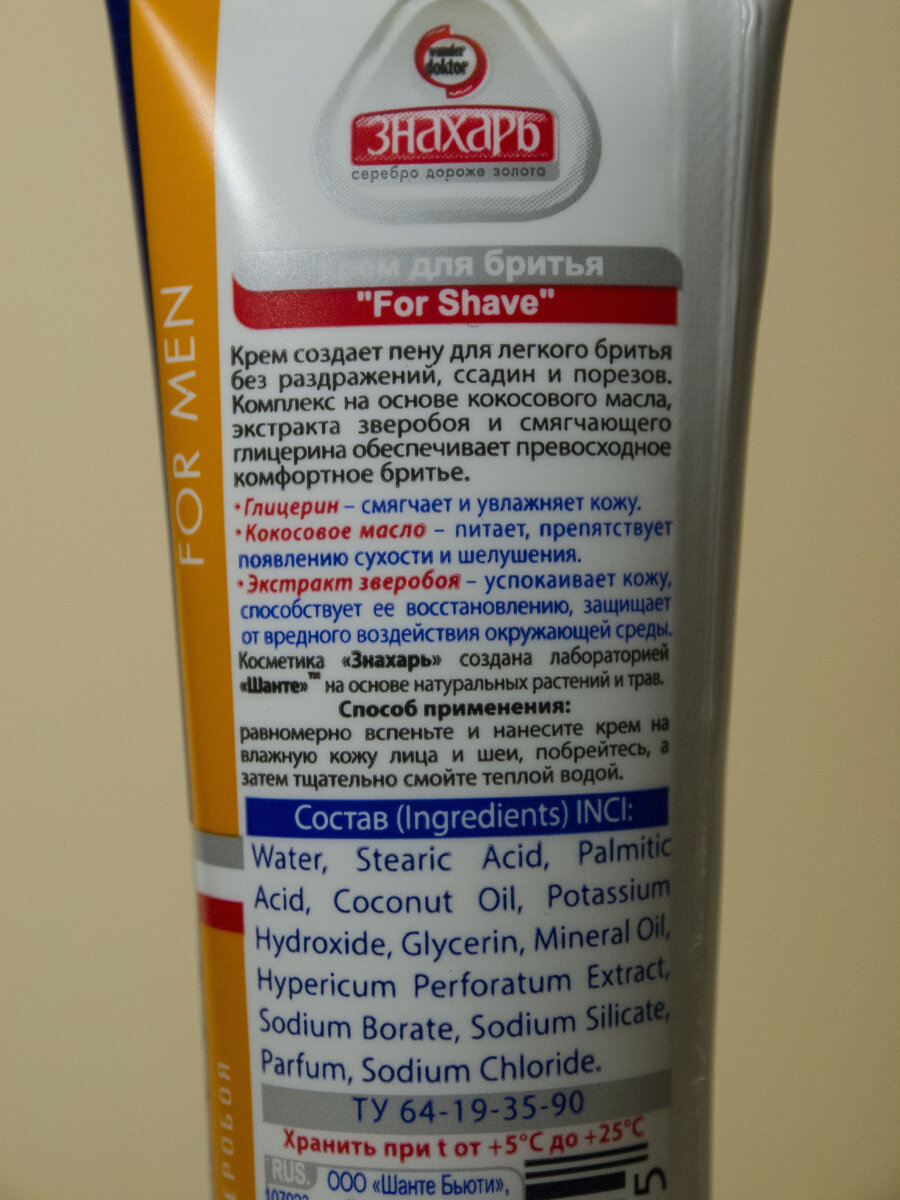 wunder
doktor
ЗНАХАРЬ
серебро дороже золота
Крем для бритья
"For Shave"
FOR MEN
Крем создает пену для легкого бритья
без раздражений, ссадин и порезов.
Комплекс на основе кокосового масла,
экстракта зверобоя и смягчающего
глицерина обеспечивает превосходное
комфортное бритье.
•Глицерин – смягчает и увлажняет кожу.
•Кокосовое масло – питает, препятствует
появлению сухости и шелушения.
•Экстракт зверобоя – успокаивает кожу,
способствует ее восстановлению, защищает
от вредного воздействия окружающей среды.
Косметика «Знахарь» создана лабораторией
«Шанте»™ на основе натуральных растений и трав.
Способ применения:
равномерно вспеньте и нанесите крем на
влажную кожу лица и шеи, побрейтесь, а
затем тщательно смойте теплой водой.
Состав (Ingredients) INCI:
Water, Stearic Acid, Palmitic
Acid, Coconut Oil, Potassium
Hydroxide, Glycerin, Mineral Oil,
Hypericum Perforatum Extract,
Sodium Borate, Sodium Silicate,
Parfum, Sodium Chloride.
ТУ 64-19-35-90
Хранить при t от +5°C до +25°C
RUS. ООО «Шанте Бьюти»,
5
ЕРОБОЯ